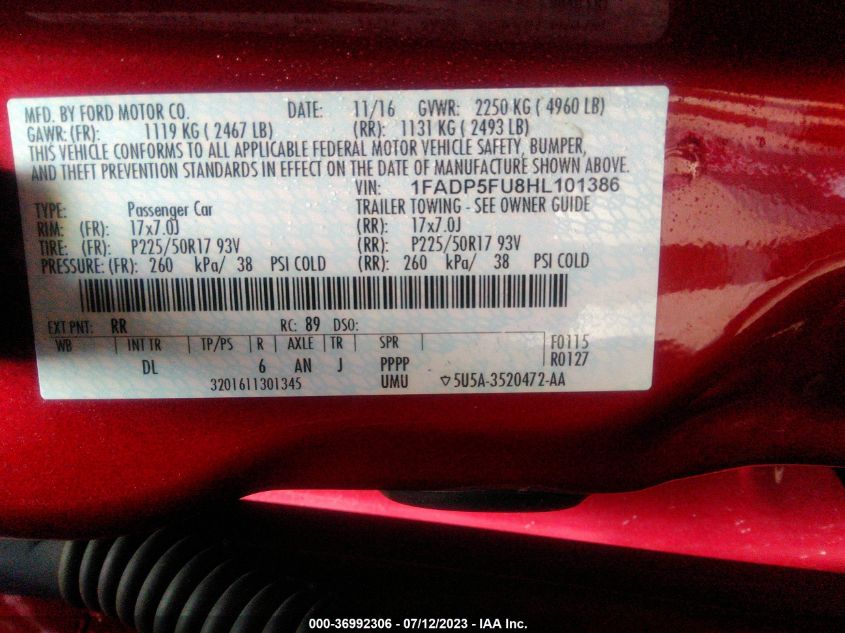 MFD. BY FORD MOTOR CO. DATE: 11/16 GVWR: 2250 KG ( 4960 LB)
GAWR: (FR): 1119 KG ( 2467 LB) (RR): 1131 KG ( 2493 LB)
THIS VEHICLE CONFORMS TO ALL APPLICABLE FEDERAL MOTOR VEHICLE SAFETY, BUMPER,
AND THEFT PREVENTION STANDARDS IN EFFECT ON THE DATE OF MANUFACTURE SHOWN ABOVE.
VIN: 1FADP5FU8HL101386
TYPE: Passenger Car TRAILER TOWING - SEE OWNER GUIDE
RIM: (FR): 17x7.0J (RR): 17x7.0J
TIRE: (FR): P225/50R17 93V (RR): P225/50R17 93V
PRESSURE: (FR): 260 kPa/ 38 PSI COLD (RR): 260 kPa/ 38 PSI COLD
EXT PNT: RR RC: 89 DSO:
WB INT TR TP/PS R AXLE TR SPR F0115
DL 6 AN J PPPP R0127
3201611301345 UMU 5U5A-3520472-AA
000-36992306 - 07/12/2023 - IAA Inc.